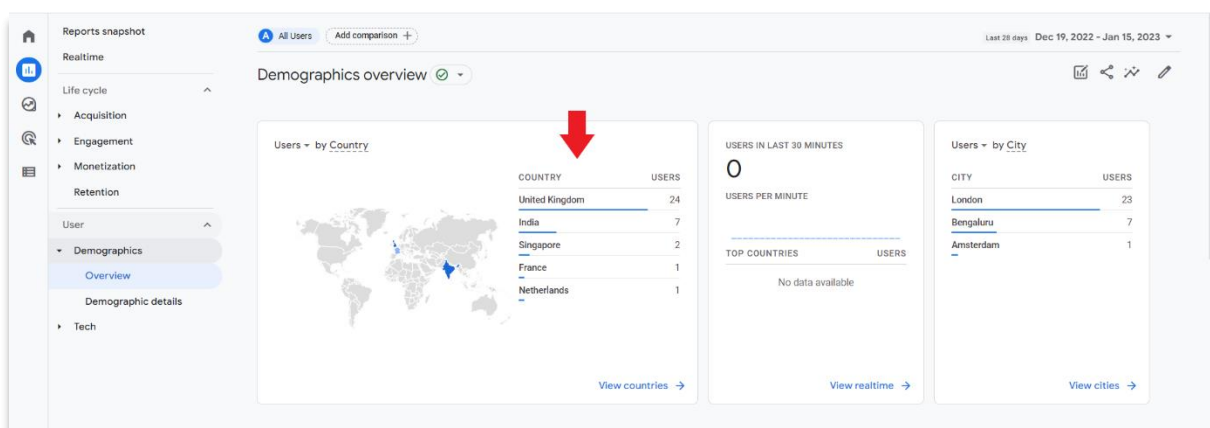 Reports snapshot
Realtime
Life cycle
Acquisition
Engagement
Monetization
Retention
User
Demographics
Overview
Demographic details
Tech
A All Users Add comparison +
Last 28 days Dec 19, 2022 - Jan 15, 2023
Demographics overview
Users by Country
COUNTRY USERS
United Kingdom 24
India 7
Singapore 2
France 1
Netherlands 1
View countries →
USERS IN LAST 30 MINUTES
0
USERS PER MINUTE
TOP COUNTRIES USERS
No data available
View realtime →
Users by City
CITY USERS
London 23
Bengaluru 7
Amsterdam 1
View cities →